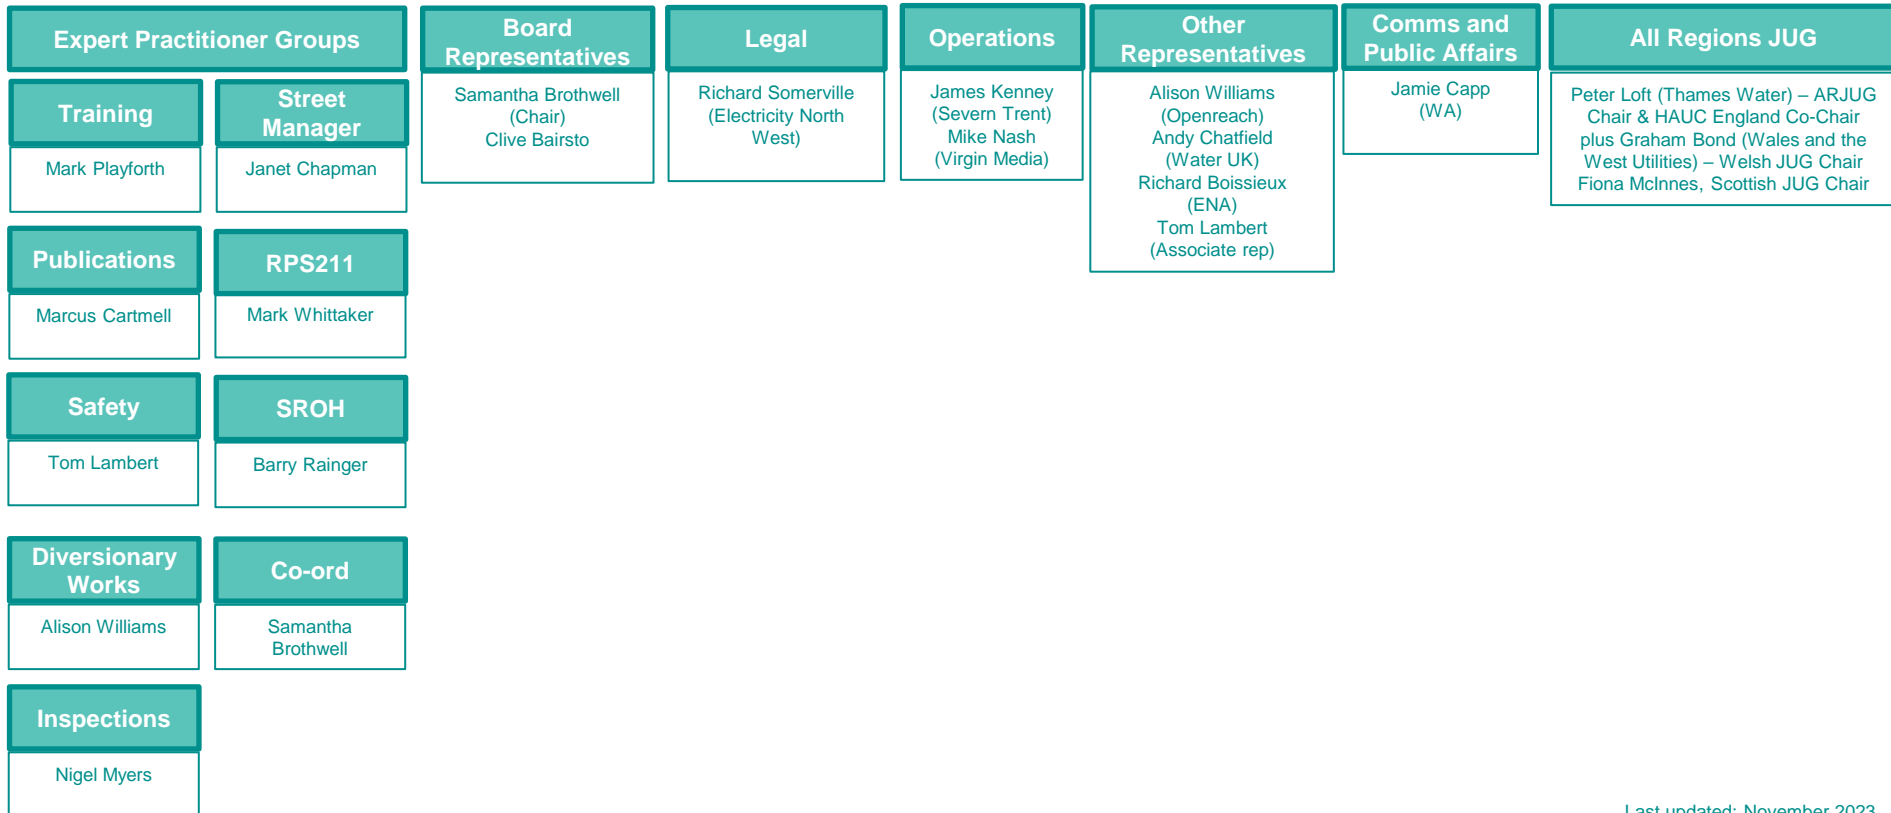 Expert Practitioner Groups
Training
Mark Playforth
Street
Manager
Janet Chapman
Publications
Marcus Cartmell
RPS211
Mark Whittaker
Safety
Tom Lambert
SROH
Barry Rainger
Diversionary
Works
Alison Williams
Co-ord
Samantha
Brothwell
Inspections
Nigel Myers
Board
Representatives
Samantha Brothwell
(Chair)
Clive Bairsto
Legal
Richard Somerville
(Electricity North
West)
Operations
James Kenney
(Severn Trent)
Mike Nash
(Virgin Media)
Other
Representatives
Alison Williams
(Openreach)
Andy Chatfield
(Water UK)
Richard Boissieux
(ENA)
Tom Lambert
(Associate rep)
Comms and
Public Affairs
Jamie Capp
(WA)
All Regions JUG
Peter Loft (Thames Water) – ARJUG
Chair & HAUC England Co-Chair
plus Graham Bond (Wales and the
West Utilities) – Welsh JUG Chair
Fiona McInnes, Scottish JUG Chair
Last updated: November 2023